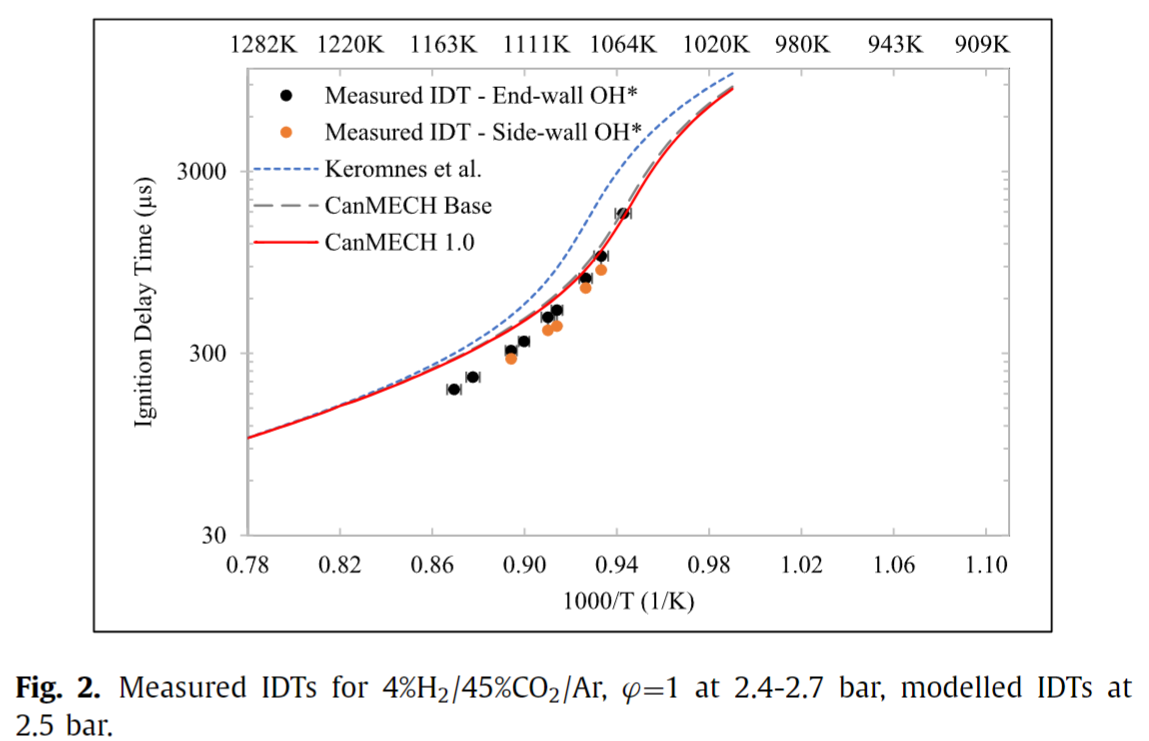 1282K 1220K 1163K 1111K 1064K 1020K 980K 943K 909K
Measured IDT - End-wall OH*
Measured IDT - Side-wall OH*
Keromnes et al.
CanMECH Base
CanMECH 1.0
Ignition Delay Time (μs)
3000
300
30
0.78 0.82 0.86 0.90 0.94 0.98 1.02 1.06 1.10
1000/T (1/K)
Fig. 2. Measured IDTs for 4%H₂/45%CO₂/Ar, φ=1 at 2.4-2.7 bar, modelled IDTs at
2.5 bar.